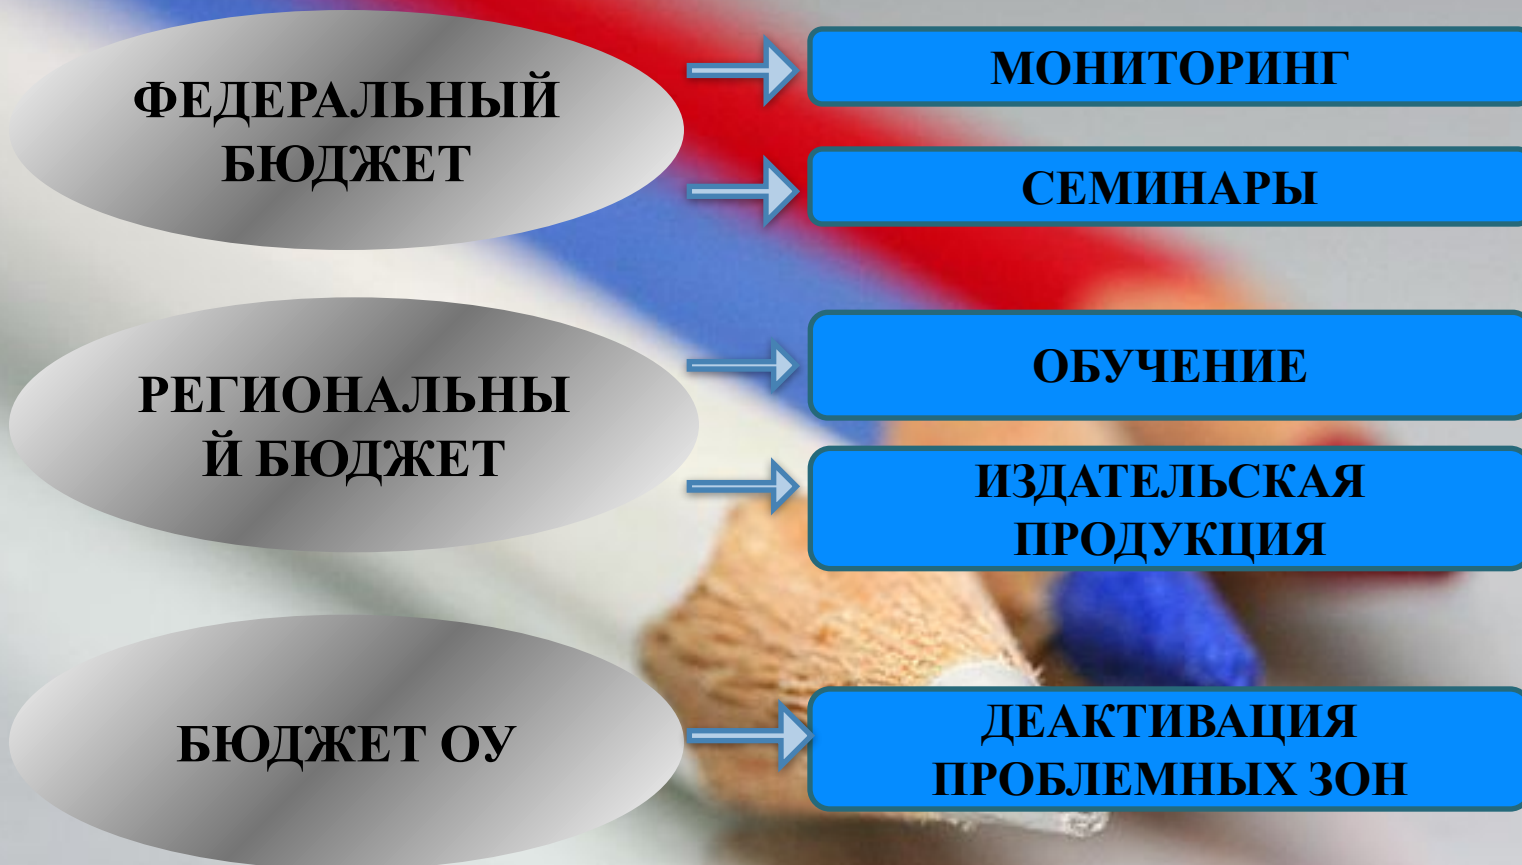 ФЕДЕРАЛЬНЫЙ
БЮДЖЕТ
МОНИТОРИНГ
СЕМИНАРЫ
РЕГИОНАЛЬНЫ
Й БЮДЖЕТ
ОБУЧЕНИЕ
ИЗДАТЕЛЬСКАЯ
ПРОДУКЦИЯ
БЮДЖЕТ ОУ
ДЕАКТИВАЦИЯ
ПРОБЛЕМНЫХ ЗОН